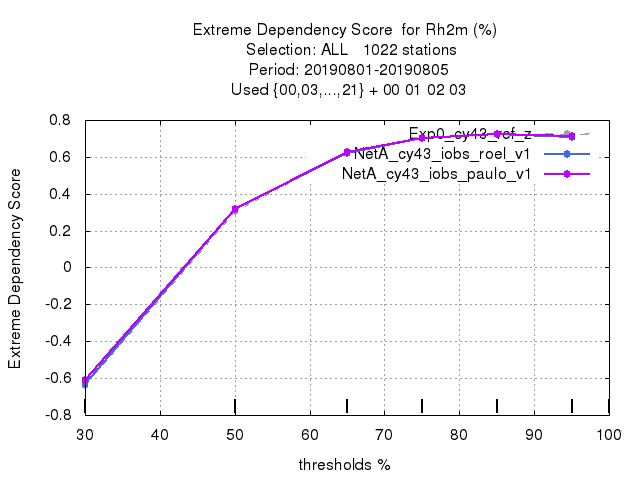 Extreme Dependency Score  for Rh2m (%)
Selection: ALL   1022 stations
Period: 20190801-20190805
Used {00,03,...,21} + 00 01 02 03
Extreme Dependency Score
0.8
0.6
0.4
0.2
0
-0.2
-0.4
-0.6
-0.8
Exp0_cy43_ref_z
NetA_cy43_iobs_roel_v1
NetA_cy43_iobs_paulo_v1
30 40 50 60 70 80 90 100
thresholds %